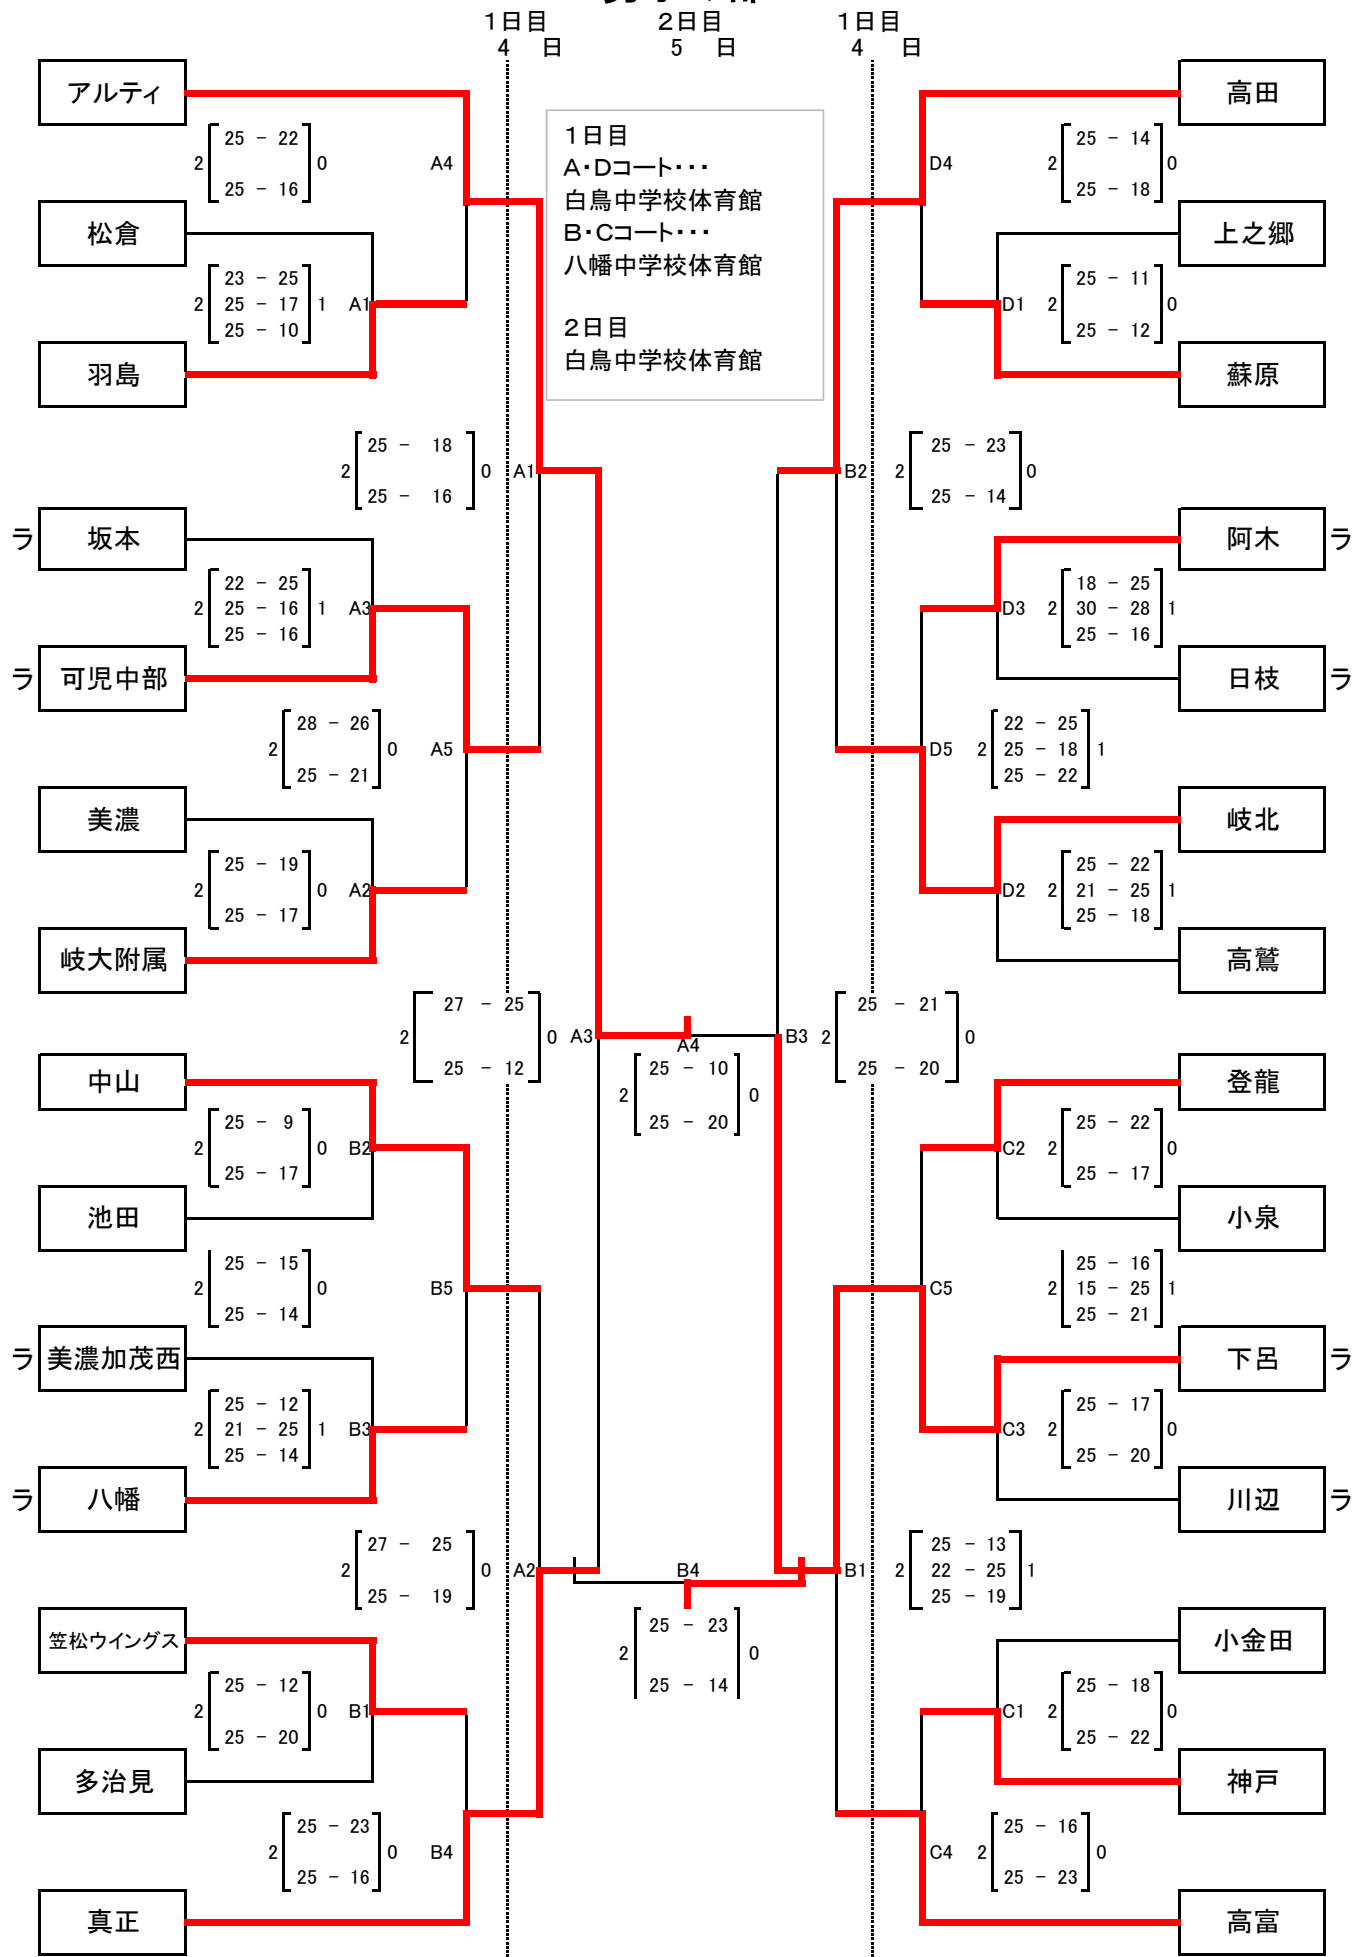 1日目 2日目 1日目
4 日 5 日 4 日
アルティ 高田
2 25 - 22 25 - 16 0 A4
D4 2 25 - 14 25 - 18 0
1日目
A・Dコート・・・
白鳥中学校体育館
B・Cコート・・・
八幡中学校体育館
2日目
白鳥中学校体育館
松倉 上之郷
2 23 - 25 25 - 17 25 - 10 1 A1
D1 2 25 - 11 25 - 12 0
羽島 蘇原
2 25 - 18 25 - 16 0 A1
B2 2 25 - 23 25 - 14 0
ラ 坂本 阿木 ラ
2 22 - 25 25 - 16 25 - 16 1 A3
D3 2 18 - 25 30 - 28 25 - 16 1
ラ 可児中部 日枝 ラ
2 28 - 26 25 - 21 0 A5
D5 2 22 - 25 25 - 18 25 - 22 1
美濃 岐北
2 25 - 19 25 - 17 0 A2
D2 2 25 - 22 21 - 25 25 - 18 1
岐大附属 高鷲
2 27 - 25 25 - 12 0 A3
A4 2 25 - 10 25 - 20 0
B3 2 25 - 21 25 - 20 0
中山 登龍
2 25 - 9 25 - 17 0 B2
C2 2 25 - 22 25 - 17 0
池田 小泉
2 25 - 15 25 - 14 0 B5
C5 2 25 - 16 15 - 25 25 - 21 1
ラ 美濃加茂西 下呂 ラ
2 25 - 12 21 - 25 25 - 14 1 B3
C3 2 25 - 17 25 - 20 0
ラ 八幡 川辺 ラ
2 27 - 25 25 - 19 0 A2
B4 2 25 - 23 25 - 14 0
B1 2 25 - 13 22 - 25 25 - 19 1
笠松ウイングス 小金田
2 25 - 12 25 - 20 0 B1
C1 2 25 - 18 25 - 22 0
多治見 神戸
2 25 - 23 25 - 16 0 B4
C4 2 25 - 16 25 - 23 0
真正 高富